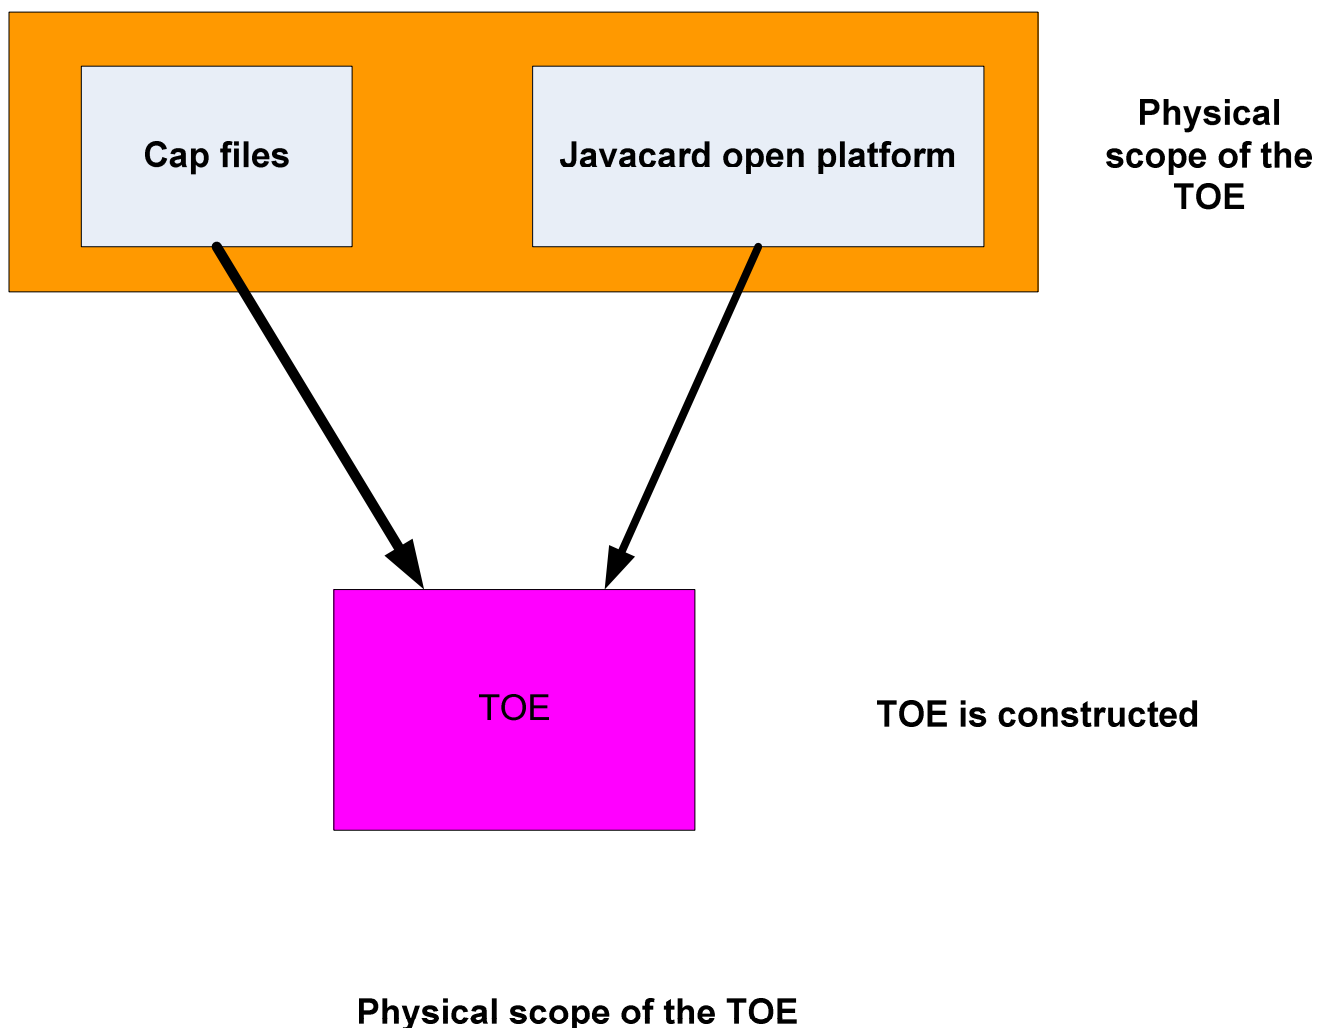 Cap files
Javacard open platform
Physical
scope of the
TOE
TOE
TOE is constructed
Physical scope of the TOE